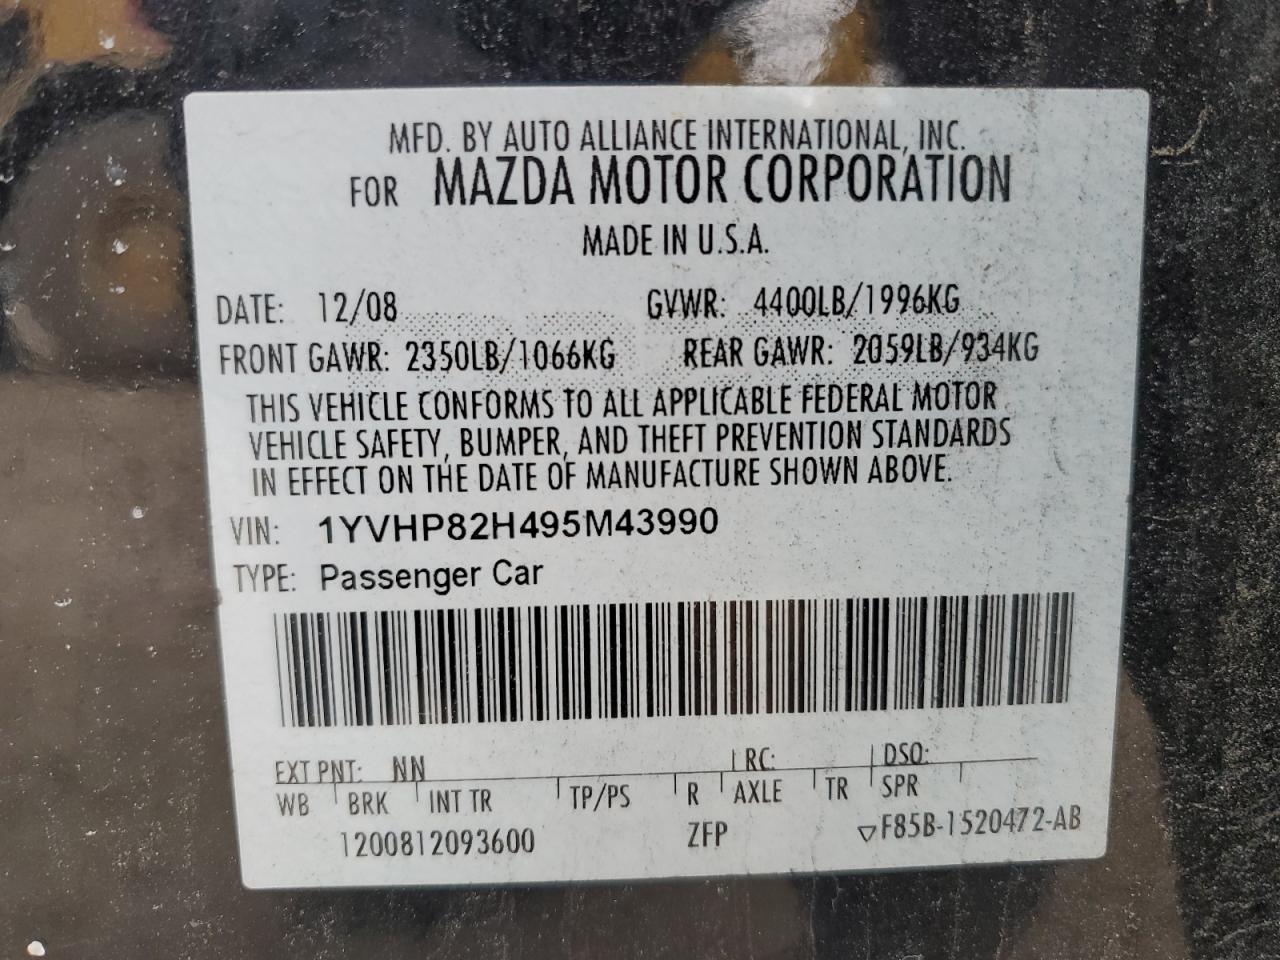 MFD. BY AUTO ALLIANCE INTERNATIONAL, INC.
FOR MAZDA MOTOR CORPORATION
MADE IN U.S.A.
DATE: 12/08 GVWR: 4400LB/1996KG
FRONT GAWR: 2350LB/1066KG REAR GAWR: 2059LB/934KG
THIS VEHICLE CONFORMS TO ALL APPLICABLE FEDERAL MOTOR
VEHICLE SAFETY, BUMPER, AND THEFT PREVENTION STANDARDS
IN EFFECT ON THE DATE OF MANUFACTURE SHOWN ABOVE.
VIN: 1YVHP82H495M43990
TYPE: Passenger Car
EXT PNT: NN RC: DSO:
WB BRK INT TR TP/PS R AXLE TR SPR
1200812093600 ZFP ▽F85B-1520472-AB